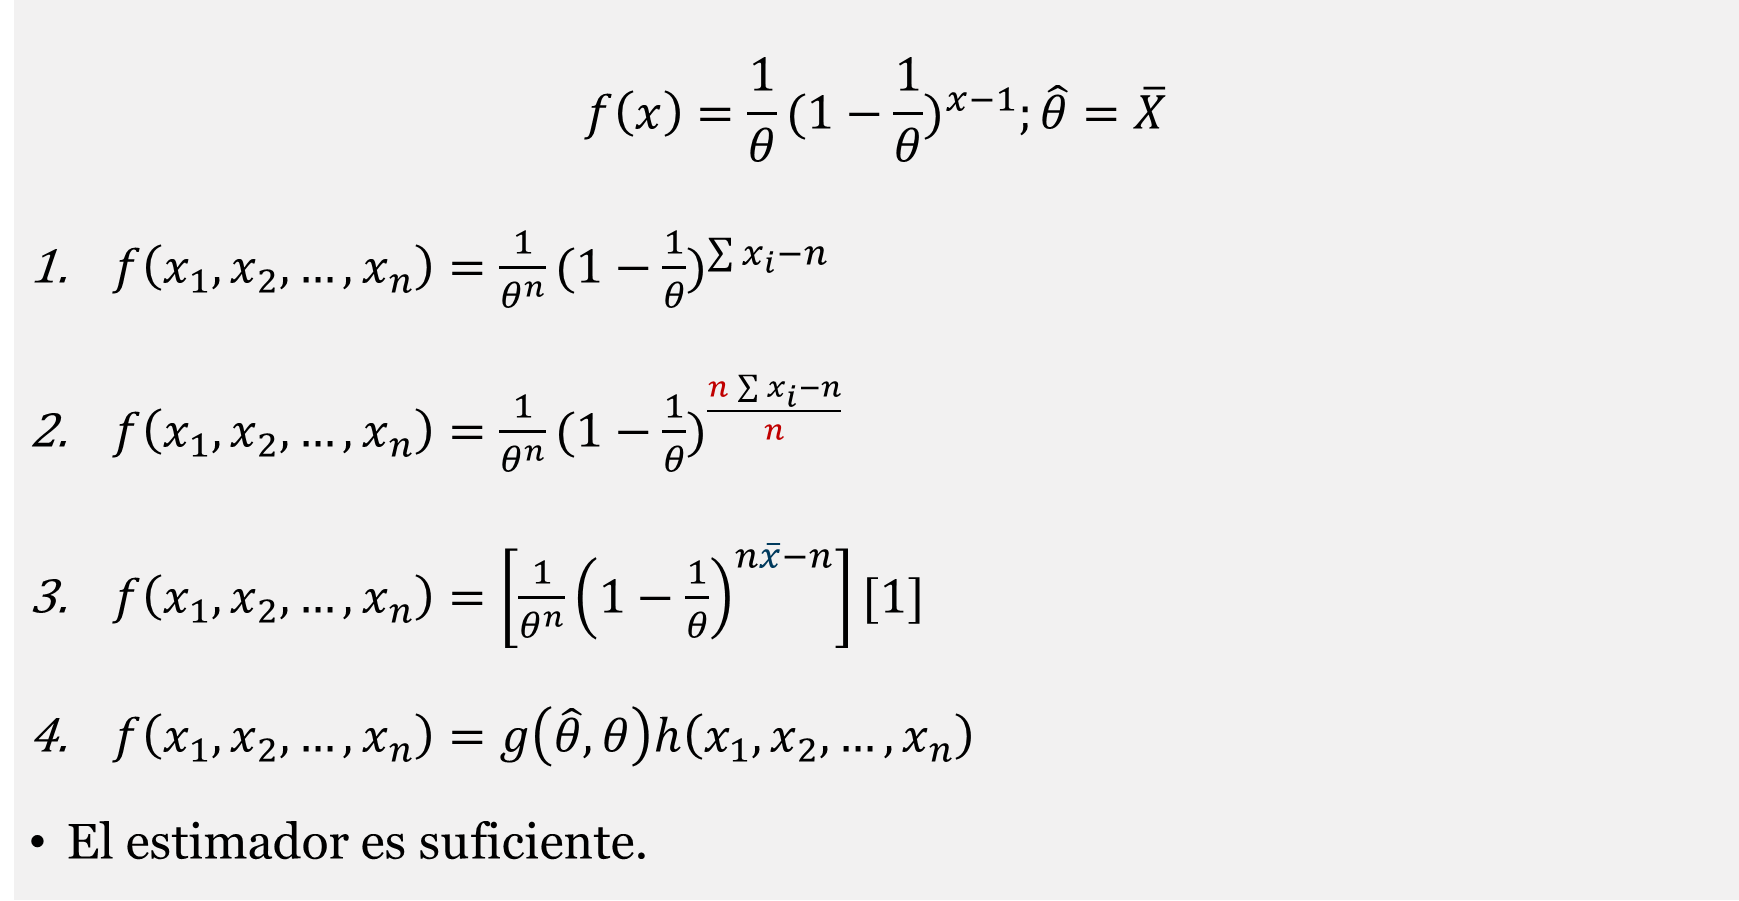 f(x) = 1/θ (1 − 1/θ)^(x−1); θ̂ = X̄
1. f(x₁, x₂, … , xₙ) = 1/θⁿ (1 − 1/θ)^(∑ xᵢ−n)
2. f(x₁, x₂, … , xₙ) = 1/θⁿ (1 − 1/θ)^((n ∑ xᵢ−n)/n)
3. f(x₁, x₂, … , xₙ) = [1/θⁿ (1 − 1/θ)^(nx̄−n)] [1]
4. f(x₁, x₂, … , xₙ) = g(θ̂, θ)h(x₁, x₂, … , xₙ)
• El estimador es suficiente.